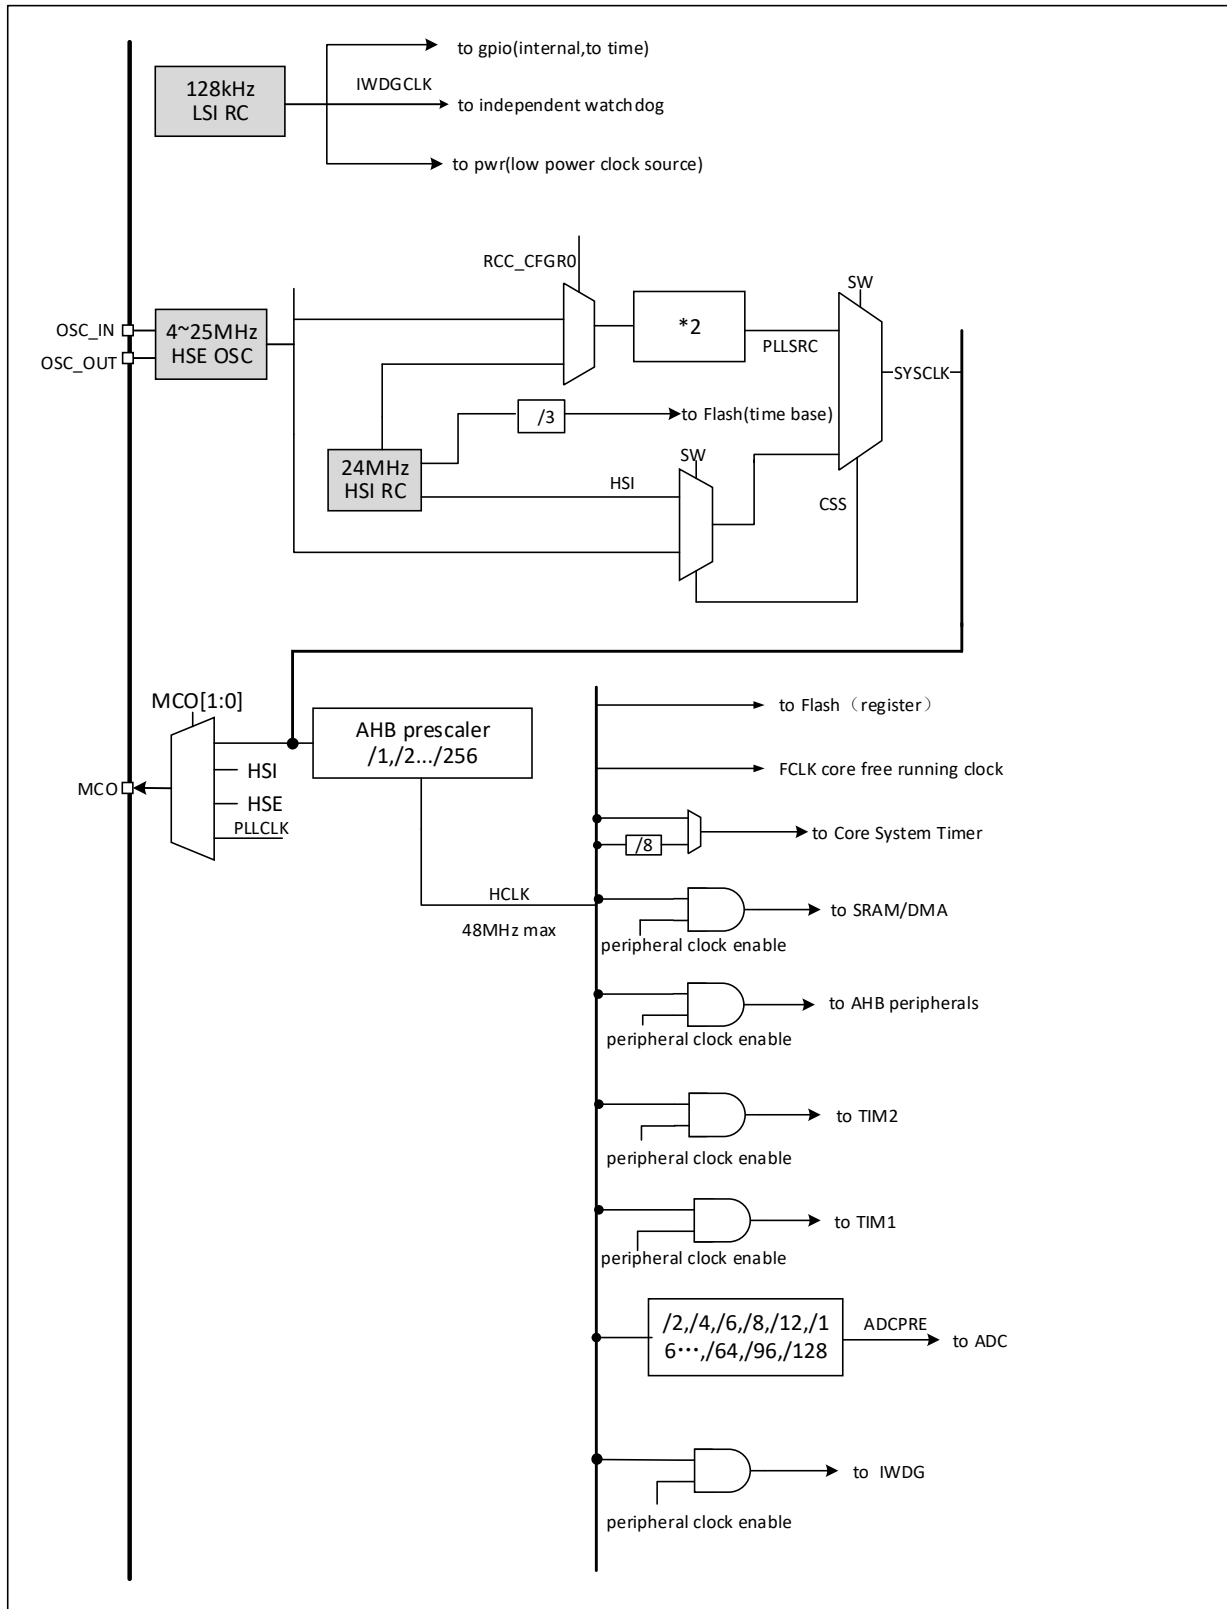 to gpio(internal,to time)
128kHz
LSI RC
IWDGCLK
to independent watchdog
to pwr(low power clock source)
RCC_CFGR0
SW
OSC_IN
OSC_OUT
4~25MHz
HSE OSC
*2
PLLSRC
SYSCLK
/3
to Flash(time base)
24MHz
HSI RC
HSI
SW
CSS
MCO[1:0]
AHB prescaler
/1,/2.../256
HSI
MCO
HSE
PLLCLK
HCLK
48MHz max
to Flash（register）
FCLK core free running clock
/8
to Core System Timer
to SRAM/DMA
peripheral clock enable
to AHB peripherals
peripheral clock enable
to TIM2
peripheral clock enable
to TIM1
peripheral clock enable
/2,/4,/6,/8,/12,/1
6···,/64,/96,/128
ADCPRE
to ADC
to IWDG
peripheral clock enable